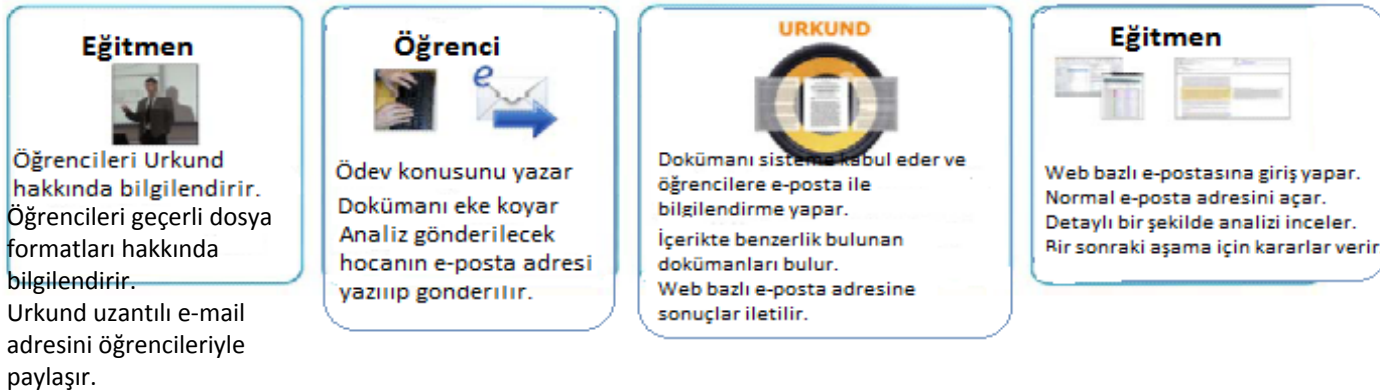 Eğitmen
Öğrencileri Urkund
hakkında bilgilendirir.
Öğrencileri geçerli dosya
formatları hakkında
bilgilendirir.
Urkund uzantılı e-mail
adresini öğrencileriyle
paylaşır.
Öğrenci
Ödev konusunu yazar
Dokümanı eke koyar
Analiz gönderilecek
hocanın e-posta adresi
yazılıp gönderilir.
URKUND
Dokümanı sisteme kabul eder ve
öğrencilere e-posta ile
bilgilendirme yapar.
İçerikte benzerlik bulunan
dokümanları bulur.
Web bazlı e-posta adresine
sonuçlar iletilir.
Eğitmen
Web bazlı e-postasına giriş yapar.
Normal e-posta adresini açar.
Detaylı bir şekilde analizi inceler.
Bir sonraki aşama için kararlar verir